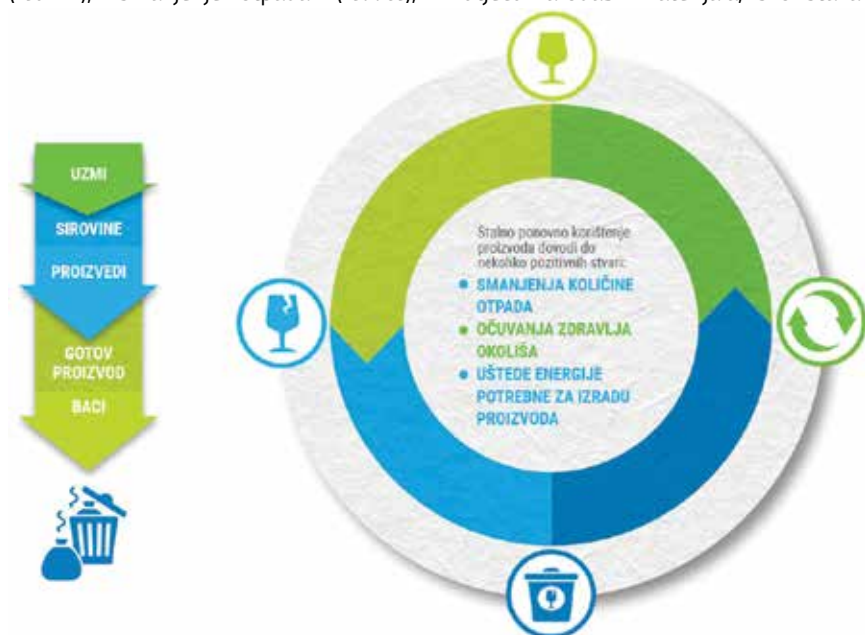 UZMI
SIROVINE
PROIZVEDI
GOTOV
PROIZVOD
BACI
Stalno ponovno korištenje
proizvoda dovodi do
nekoliko pozitivnih stvari:
SMANJENJA KOLIČINE
OTPADA
OČUVANJA ZDRAVLJA
OKOLIŠA
UŠTEDE ENERGIJE
POTREBNE ZA IZRADU
PROIZVODA